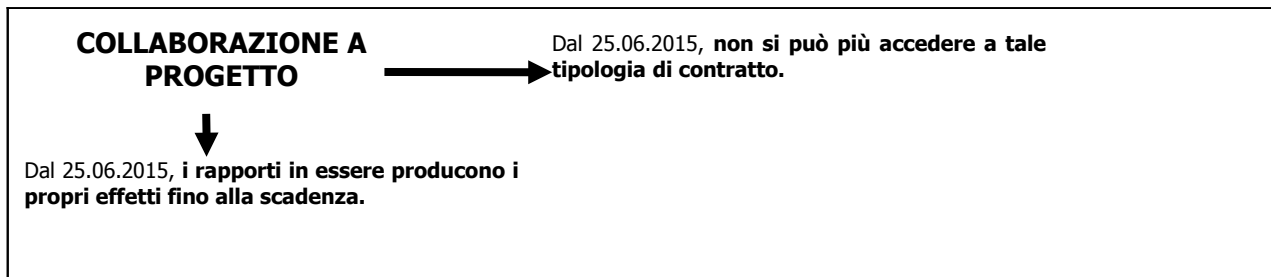 COLLABORAZIONE A
PROGETTO
Dal 25.06.2015, non si può più accedere a tale
tipologia di contratto.
Dal 25.06.2015, i rapporti in essere producono i
propri effetti fino alla scadenza.